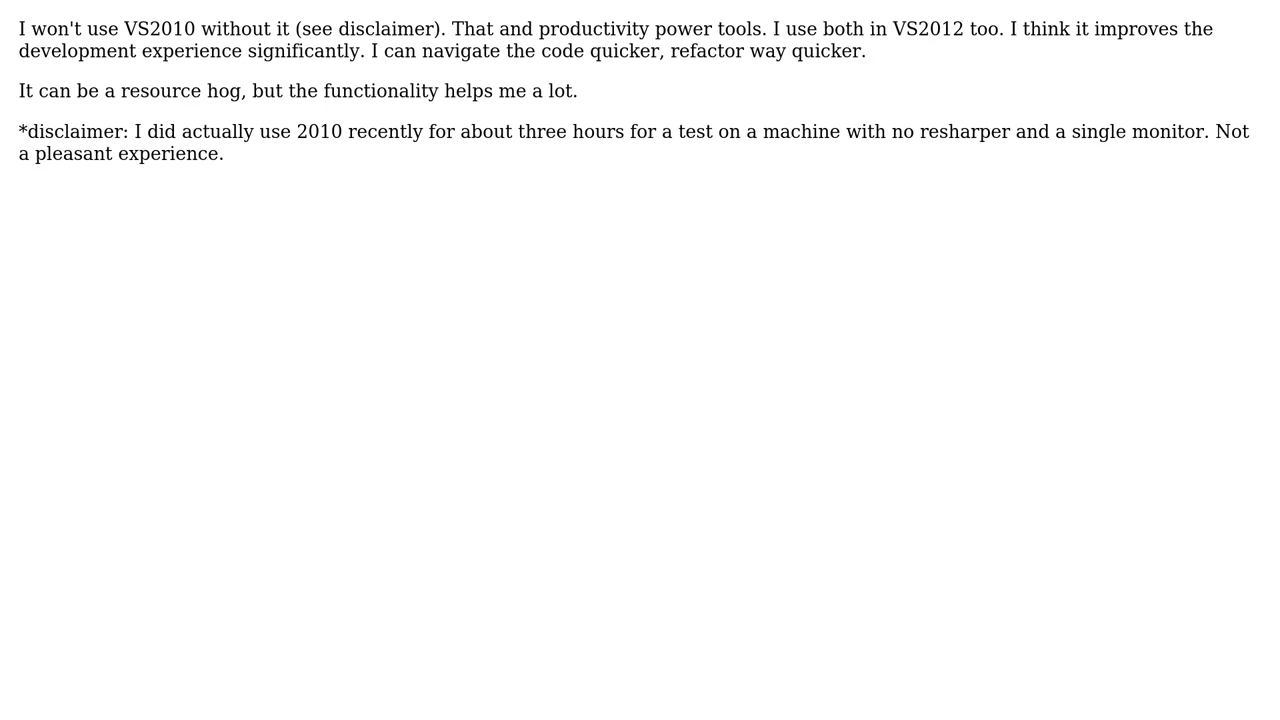 I won't use VS2010 without it (see disclaimer). That and productivity power tools. I use both in VS2012 too. I think it improves the
development experience significantly. I can navigate the code quicker, refactor way quicker.
It can be a resource hog, but the functionality helps me a lot.
*disclaimer: I did actually use 2010 recently for about three hours for a test on a machine with no resharper and a single monitor. Not
a pleasant experience.